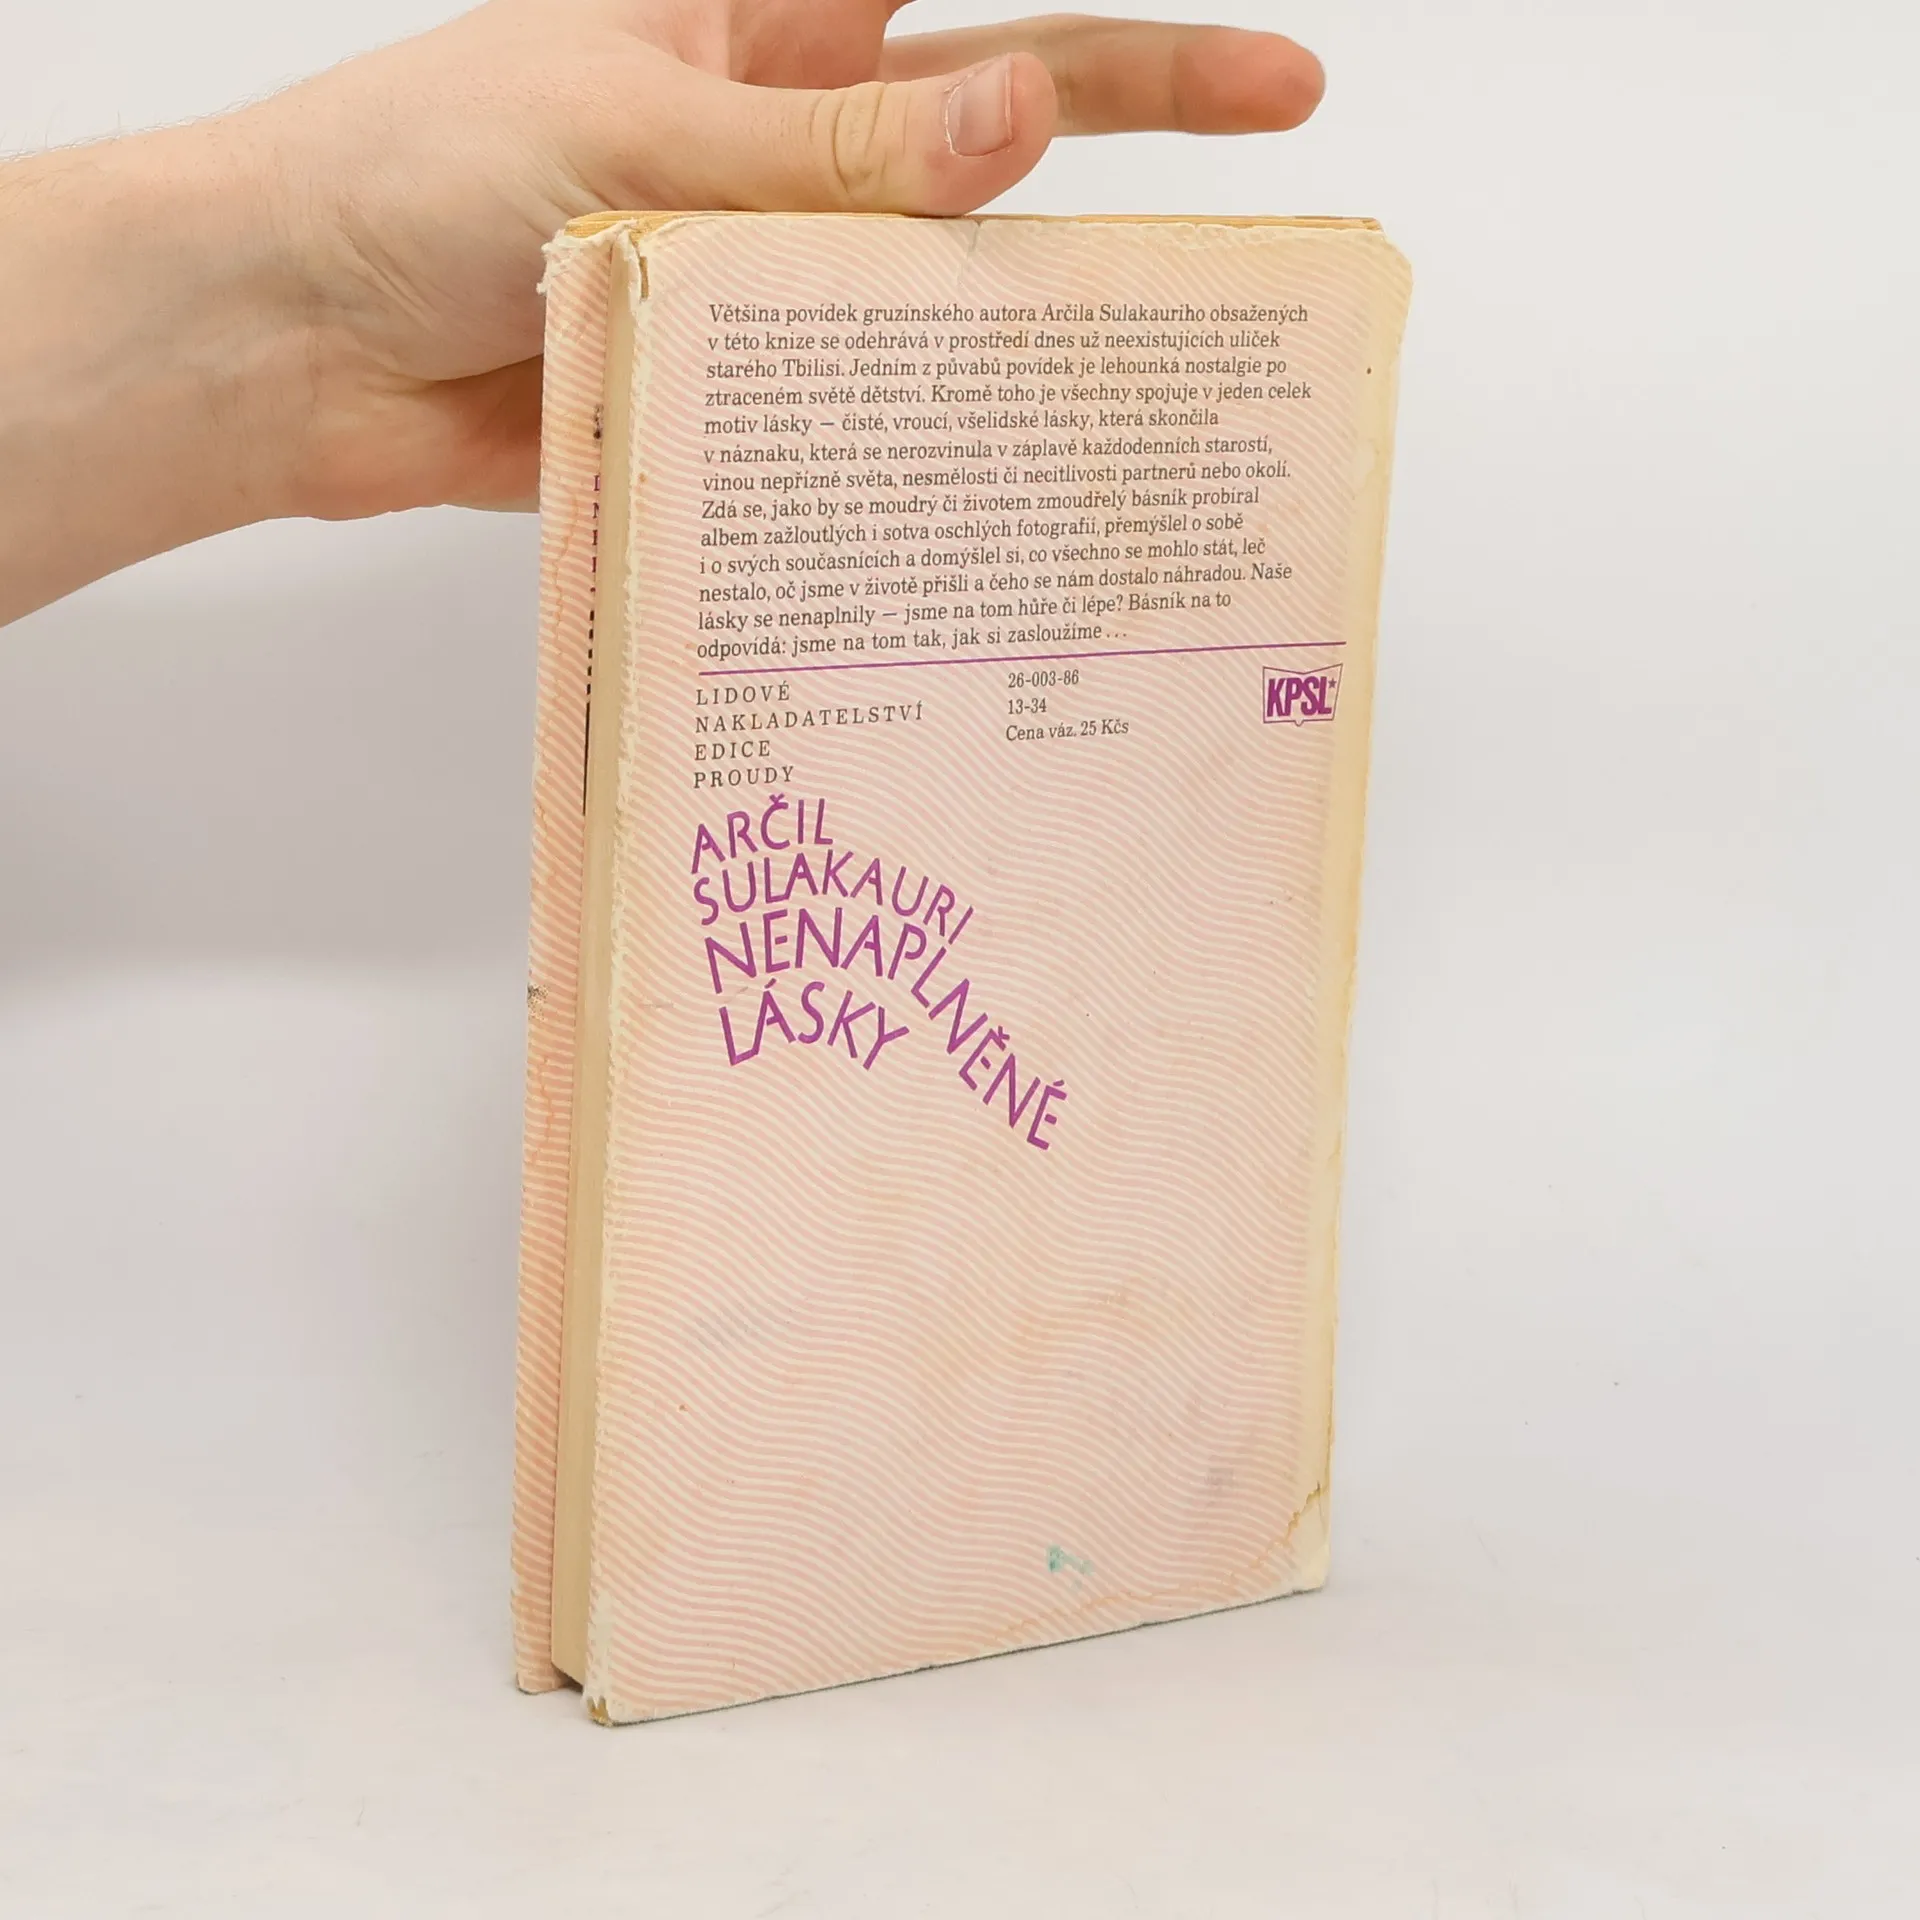 Většina povídek gruzínského autora Arčila Sulakauriho obsažených
v této knize se odehrává v prostředí dnes už neexistujících uliček
starého Tbilisi. Jedním z půvabů povídek je lehounká nostalgie po
ztraceném světě dětství. Kromě toho je všechny spojuje v jeden celek
motiv lásky — čisté, vroucí, všelidské lásky, která skončila
v náznaku, která se nerozvinula v záplavě každodenních starostí,
vinou nepřízně světa, nesmělosti či necitlivosti partnerů nebo okolí.
Zdá se, jako by se moudrý či životem zmoudřelý básník probíral
albem zažloutlých i sotva oschlých fotografií, přemýšlel o sobě
i o svých současnících a domýšlel si, co všechno se mohlo stát, leč
nestalo, oč jsme v životě přišli a čeho se nám dostalo náhradou. Naše
lásky se nenaplnily — jsme na tom hůře či lépe? Básník na to
odpovídá: jsme na tom tak, jak si zasloužíme...
LIDOVÉ
NAKLADATELSTVÍ
EDICE
PROUDY
26-003-86
13-34
Cena váz. 25 Kčs
KPSL
ARČIL
SULAKAURI
NENAPLNĚNÉ
LÁSKY